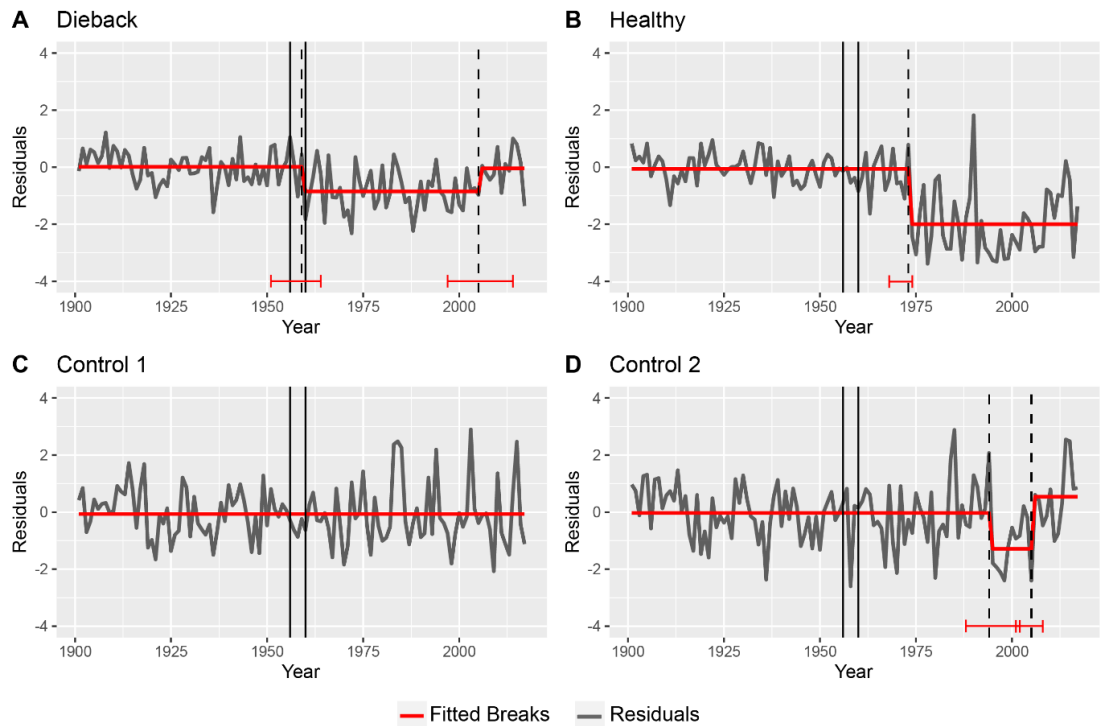 A Dieback
4
2
0
-2
-4
Residuals
1900 1925 1950 1975 2000
Year
B Healthy
4
2
0
-2
-4
Residuals
1900 1925 1950 1975 2000
Year
C Control 1
4
2
0
-2
-4
Residuals
1900 1925 1950 1975 2000
Year
D Control 2
4
2
0
-2
-4
Residuals
1900 1925 1950 1975 2000
Year
Fitted Breaks Residuals